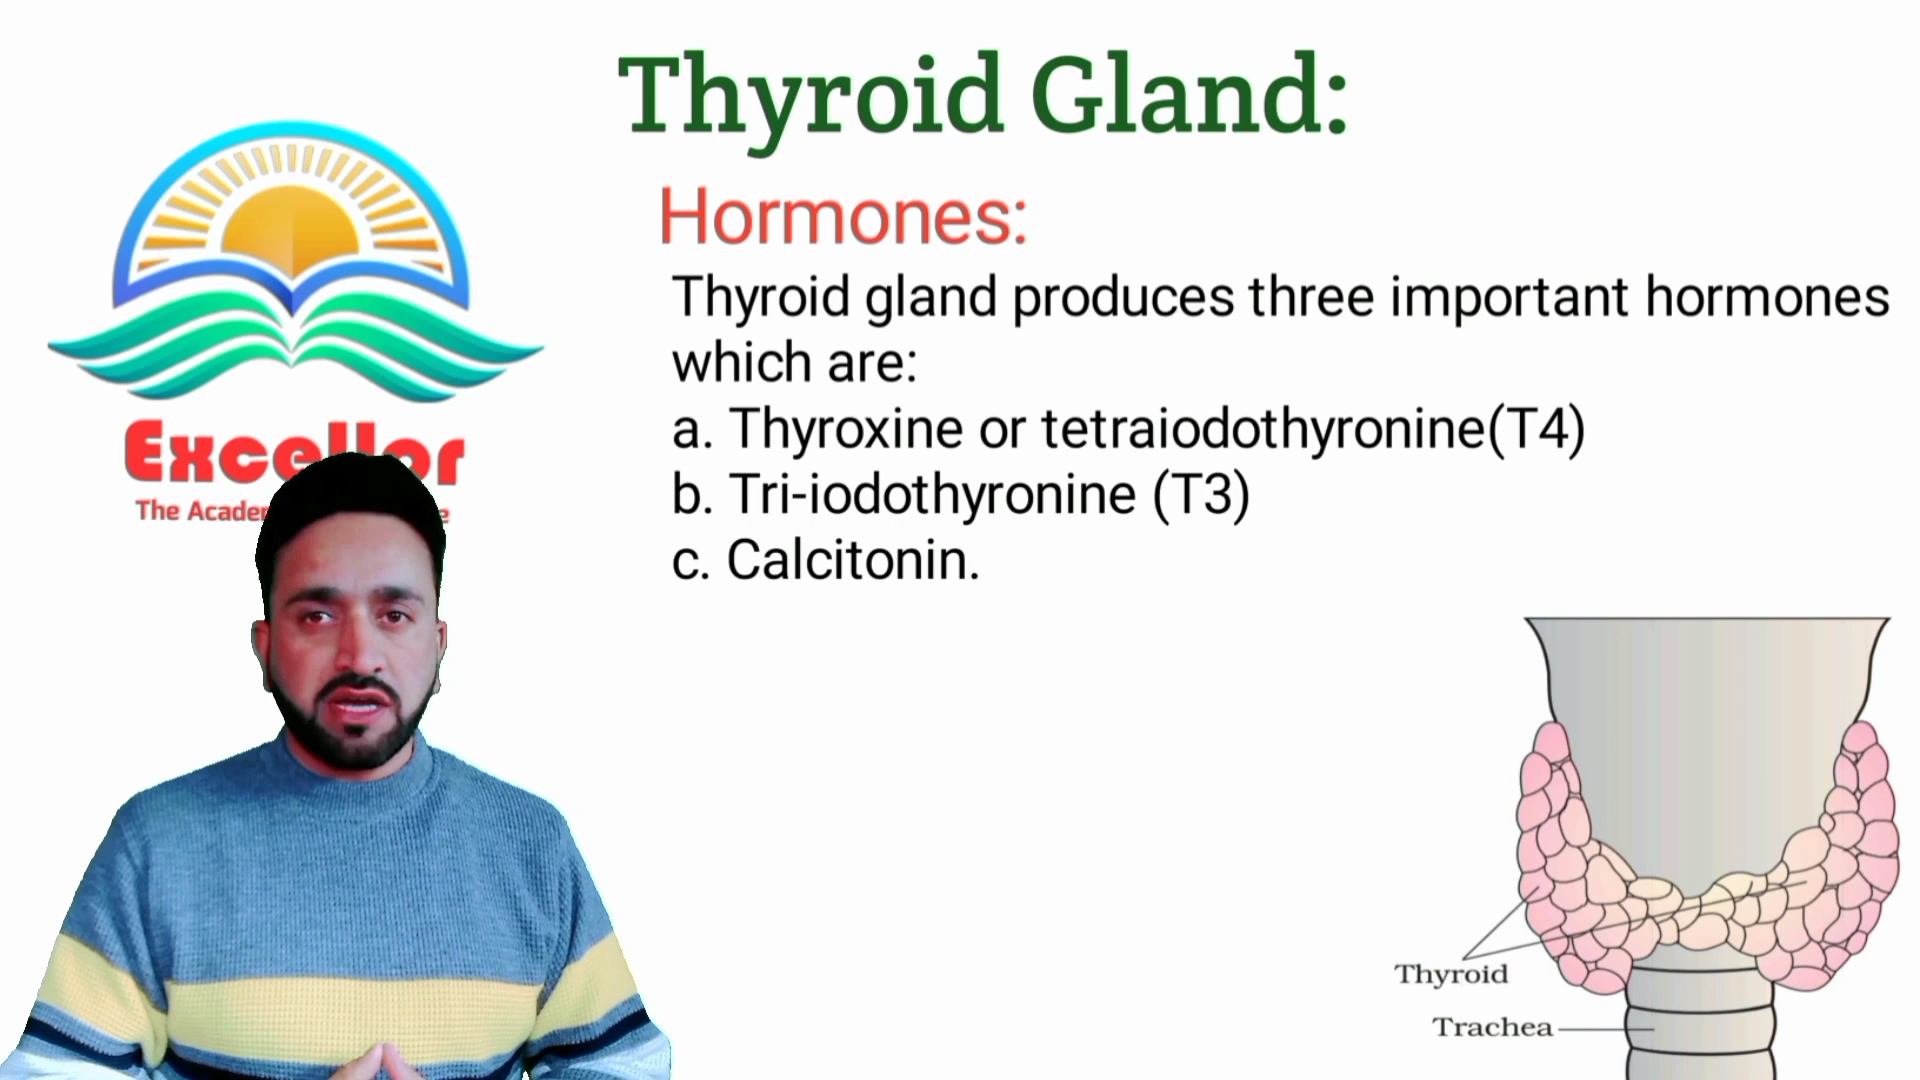 Thyroid Gland:
Hormones:
Thyroid gland produces three important hormones
which are:
a. Thyroxine or tetraiodothyronine(T4)
b. Tri-iodothyronine (T3)
c. Calcitonin.
The
Thyroid
Trachea